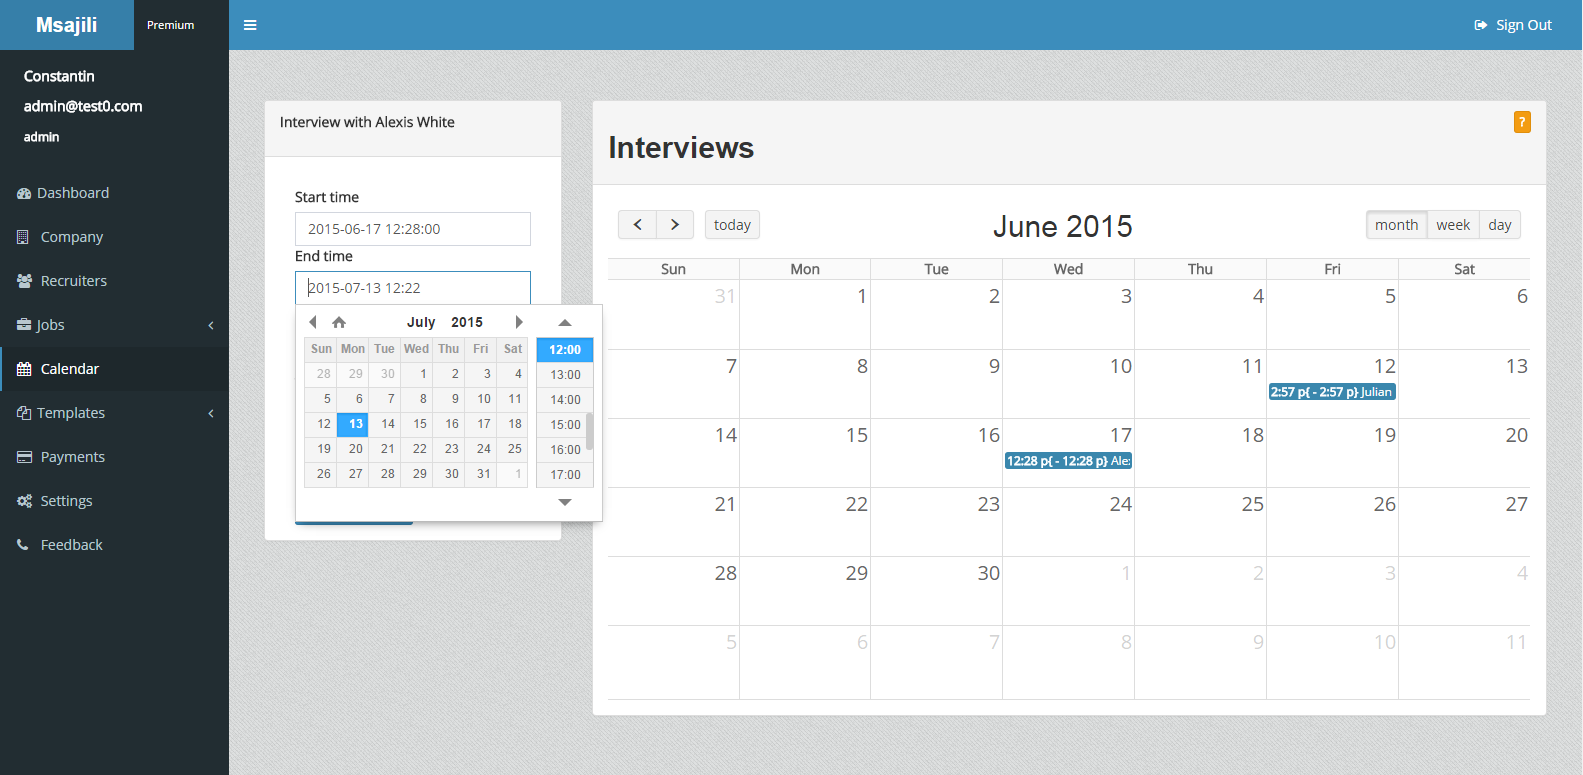 Msajili
Premium
Sign Out
Constantin
admin@test0.com
admin
Dashboard
Company
Recruiters
Jobs
Calendar
Templates
Payments
Settings
Feedback
Interview with Alexis White
Start time
2015-06-17 12:28:00
End time
2015-07-13 12:22
July 2015
Sun Mon Tue Wed Thu Fri Sat
28 29 30 1 2 3 4
5 6 7 8 9 10 11
12 13 14 15 16 17 18
19 20 21 22 23 24 25
26 27 28 29 30 31 1
12:00
13:00
14:00
15:00
16:00
17:00
?
Interviews
today
June 2015
month week day
Sun Mon Tue Wed Thu Fri Sat
31 1 2 3 4 5 6
7 8 9 10 11 12 13
2:57 p{ - 2:57 p} Julian
14 15 16 17 18 19 20
12:28 p{ - 12:28 p} Ale
21 22 23 24 25 26 27
28 29 30 1 2 3 4
5 6 7 8 9 10 11